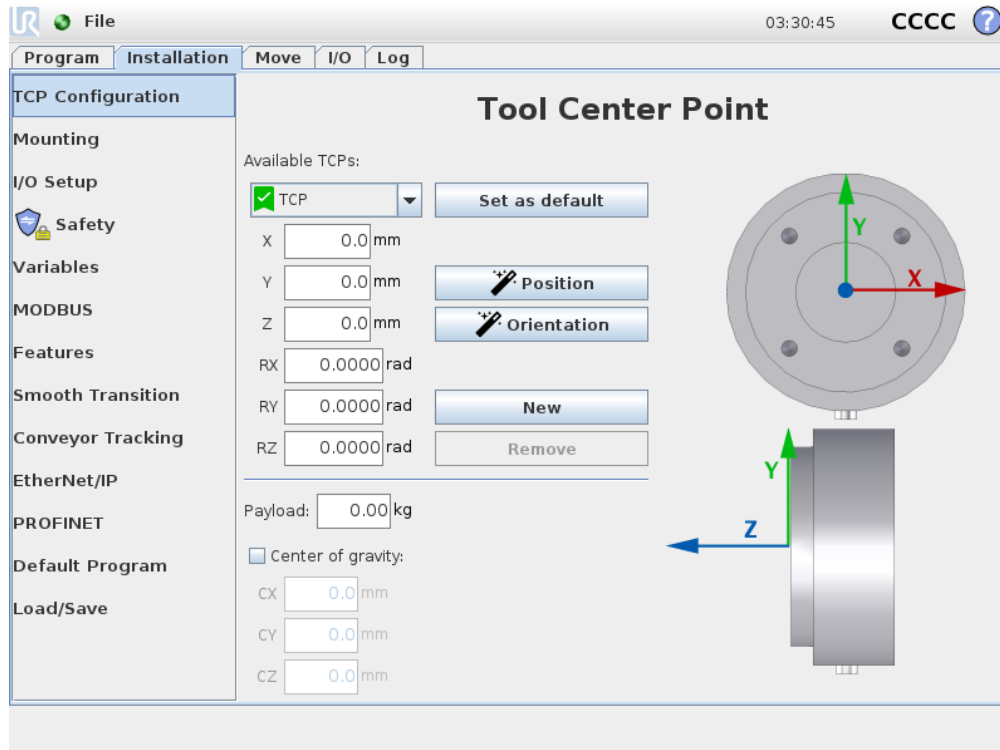 UR File 03:30:45 CCCC ?
Program Installation Move I/O Log
TCP Configuration
Mounting
I/O Setup
Safety
Variables
MODBUS
Features
Smooth Transition
Conveyor Tracking
EtherNet/IP
PROFINET
Default Program
Load/Save
Tool Center Point
Available TCPs:
TCP Set as default
X 0.0 mm
Y 0.0 mm Position
Z 0.0 mm Orientation
RX 0.0000 rad
RY 0.0000 rad New
RZ 0.0000 rad Remove
Payload: 0.00 kg
Center of gravity:
CX 0.0 mm
CY 0.0 mm
CZ 0.0 mm
Y
X
Y
Z